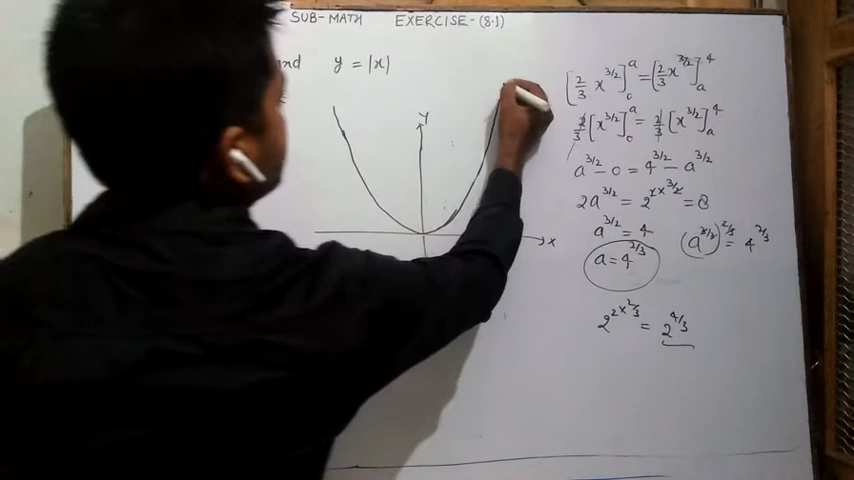 SUB-MATH EXERCISE-(8.1)
and y = |x|
[2/3 x^{3/2}]_0^a = [2/3 x^{3/2}]_a^4
2/3 [x^{3/2}]_0^a = 2/3 [x^{3/2}]_a^4
a^{3/2} - 0 = 4^{3/2} - a^{3/2}
2a^{3/2} = 2^{2×3/2} = 8
a^{3/2} = 4 (a^{3/2})^{2/3} = 4^{2/3}
a = 4^{2/3}
2^{2×2/3} = 2^{4/3}
Y
X